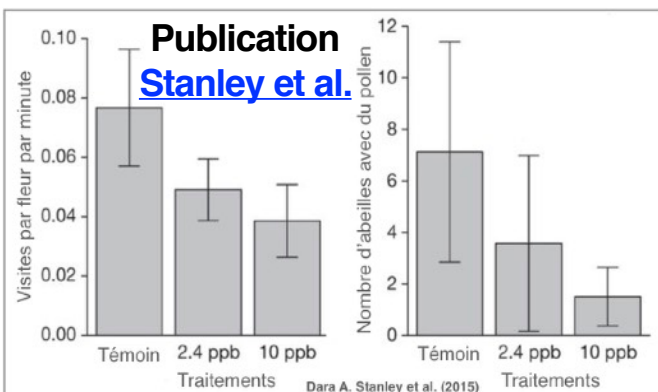 Publication
Stanley et al.
Visites par fleur par minute
0.10
0.08
0.06
0.04
0.02
0.00
Témoin 2.4 ppb 10 ppb
Traitements
Nombre d'abeilles avec du pollen
12
10
8
6
4
2
0
Témoin 2.4 ppb 10 ppb
Traitements
Dara A. Stanley et al. (2015)